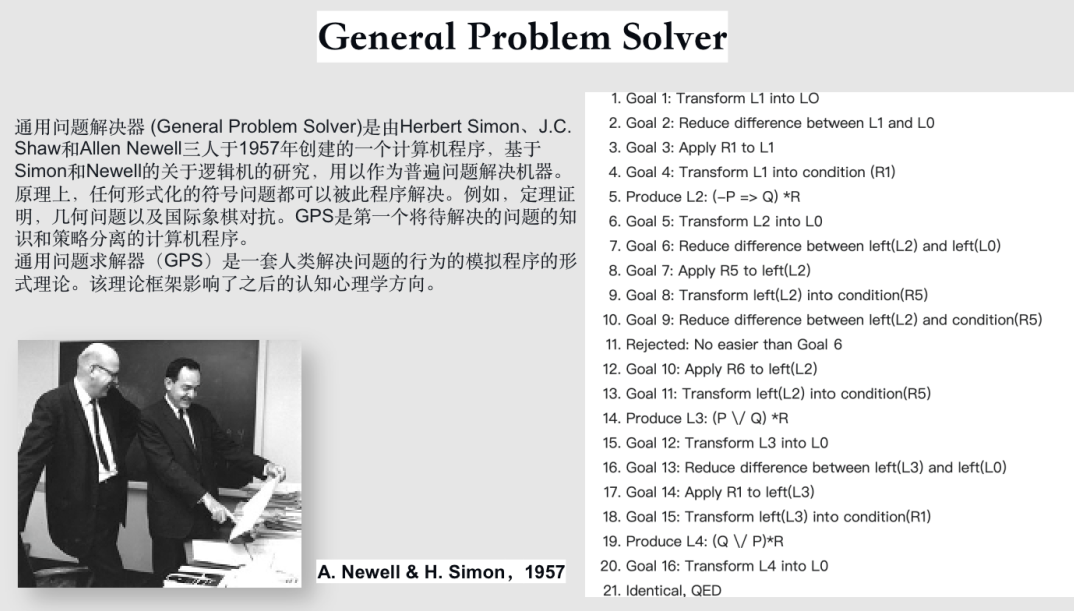 General Problem Solver
通用问题解决器 (General Problem Solver)是由Herbert Simon、J.C.
Shaw和Allen Newell三人于1957年创建的一个计算机程序，基于
Simon和Newell的关于逻辑机的研究，用以作为普遍问题解决机器。
原理上，任何形式化的符号问题都可以被此程序解决。例如，定理证
明，几何问题以及国际象棋对抗。GPS是第一个将待解决的问题的知
识和策略分离的计算机程序。
通用问题求解器（GPS）是一套人类解决问题的行为的模拟程序的形
式理论。该理论框架影响了之后的认知心理学方向。
A. Newell & H. Simon，1957
1. Goal 1: Transform L1 into LO
2. Goal 2: Reduce difference between L1 and L0
3. Goal 3: Apply R1 to L1
4. Goal 4: Transform L1 into condition (R1)
5. Produce L2: (–P => Q) *R
6. Goal 5: Transform L2 into L0
7. Goal 6: Reduce difference between left(L2) and left(L0)
8. Goal 7: Apply R5 to left(L2)
9. Goal 8: Transform left(L2) into condition(R5)
10. Goal 9: Reduce difference between left(L2) and condition(R5)
11. Rejected: No easier than Goal 6
12. Goal 10: Apply R6 to left(L2)
13. Goal 11: Transform left(L2) into condition(R5)
14. Produce L3: (P \/ Q) *R
15. Goal 12: Transform L3 into L0
16. Goal 13: Reduce difference between left(L3) and left(L0)
17. Goal 14: Apply R1 to left(L3)
18. Goal 15: Transform left(L3) into condition(R1)
19. Produce L4: (Q \/ P)*R
20. Goal 16: Transform L4 into L0
21. Identical, QED